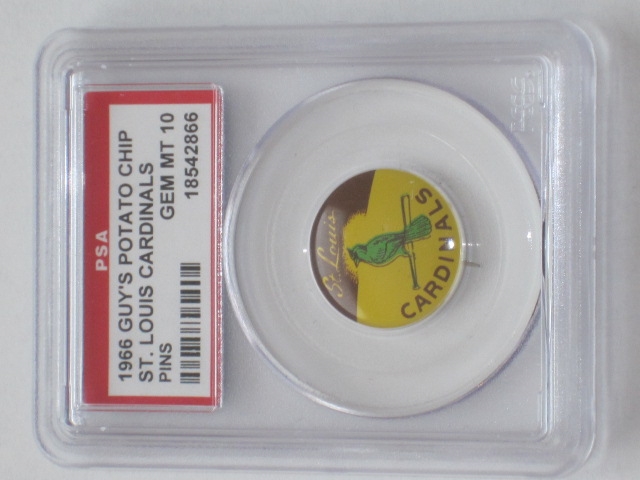 PSA
1966 GUY'S POTATO CHIP
ST. LOUIS CARDINALS
PINS GEM MT 10
18542866
St. Louis
CARDINALS